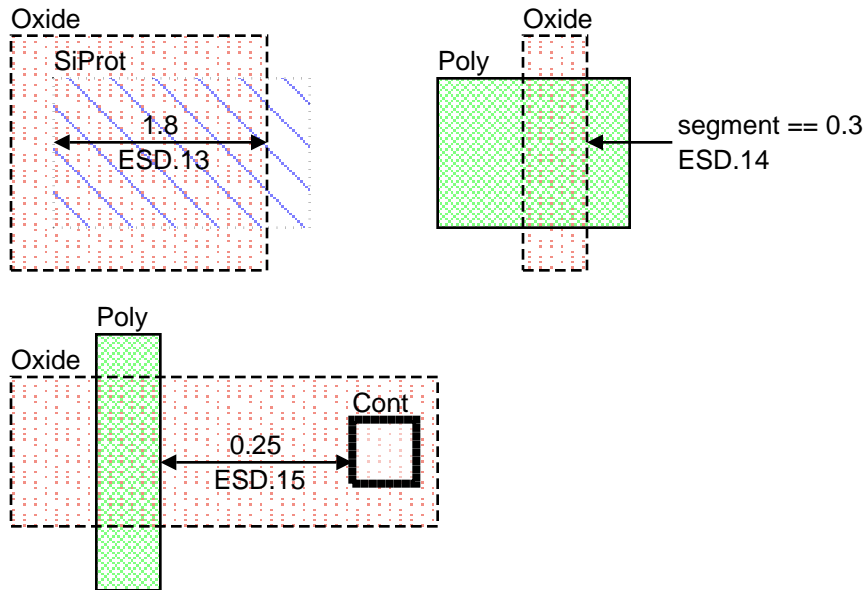 Oxide
SiProt
1.8
ESD.13
Oxide
Poly
segment == 0.3
ESD.14
Poly
Oxide
Cont
0.25
ESD.15